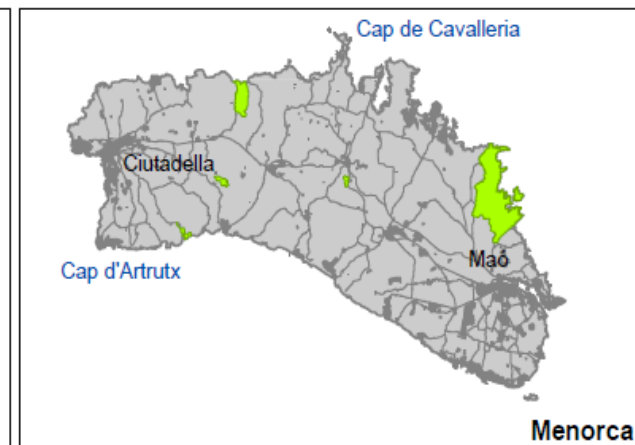 Cap de Cavalleria
Ciutadella
Cap d'Artrutx
Maó
Menorca